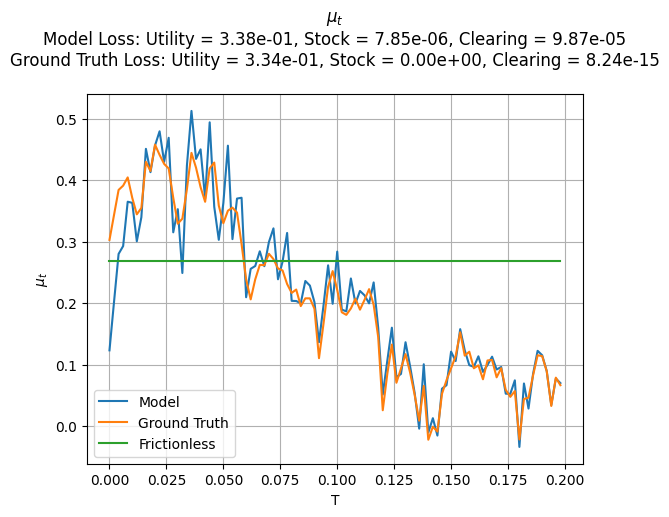 μt
Model Loss: Utility = 3.38e-01, Stock = 7.85e-06, Clearing = 9.87e-05
Ground Truth Loss: Utility = 3.34e-01, Stock = 0.00e+00, Clearing = 8.24e-15
0.5
0.4
0.3
0.2
0.1
0.0
μt
Model
Ground Truth
Frictionless
0.000 0.025 0.050 0.075 0.100 0.125 0.150 0.175 0.200
T